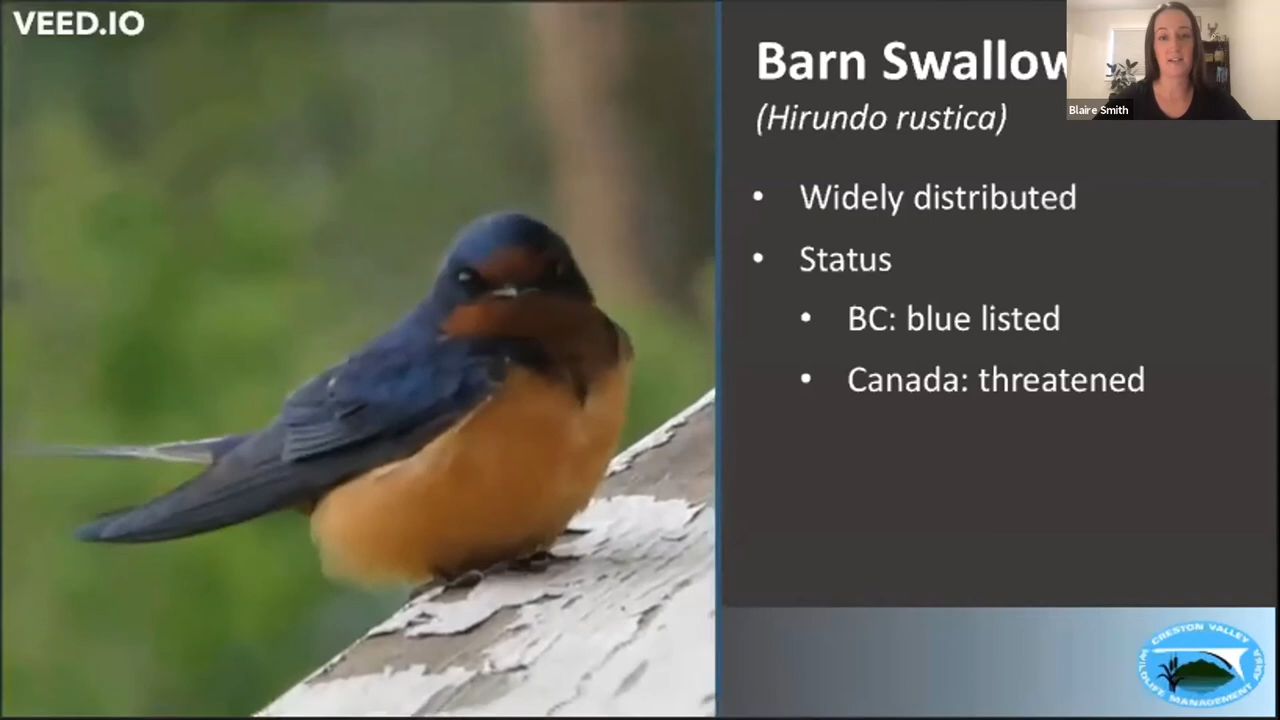 VEED.IO
Barn Swallow
(Hirundo rustica)
Blaire Smith
• Widely distributed
• Status
• BC: blue listed
• Canada: threatened
CRESTON VALLEY
WILDLIFE MANAGEMENT AREA